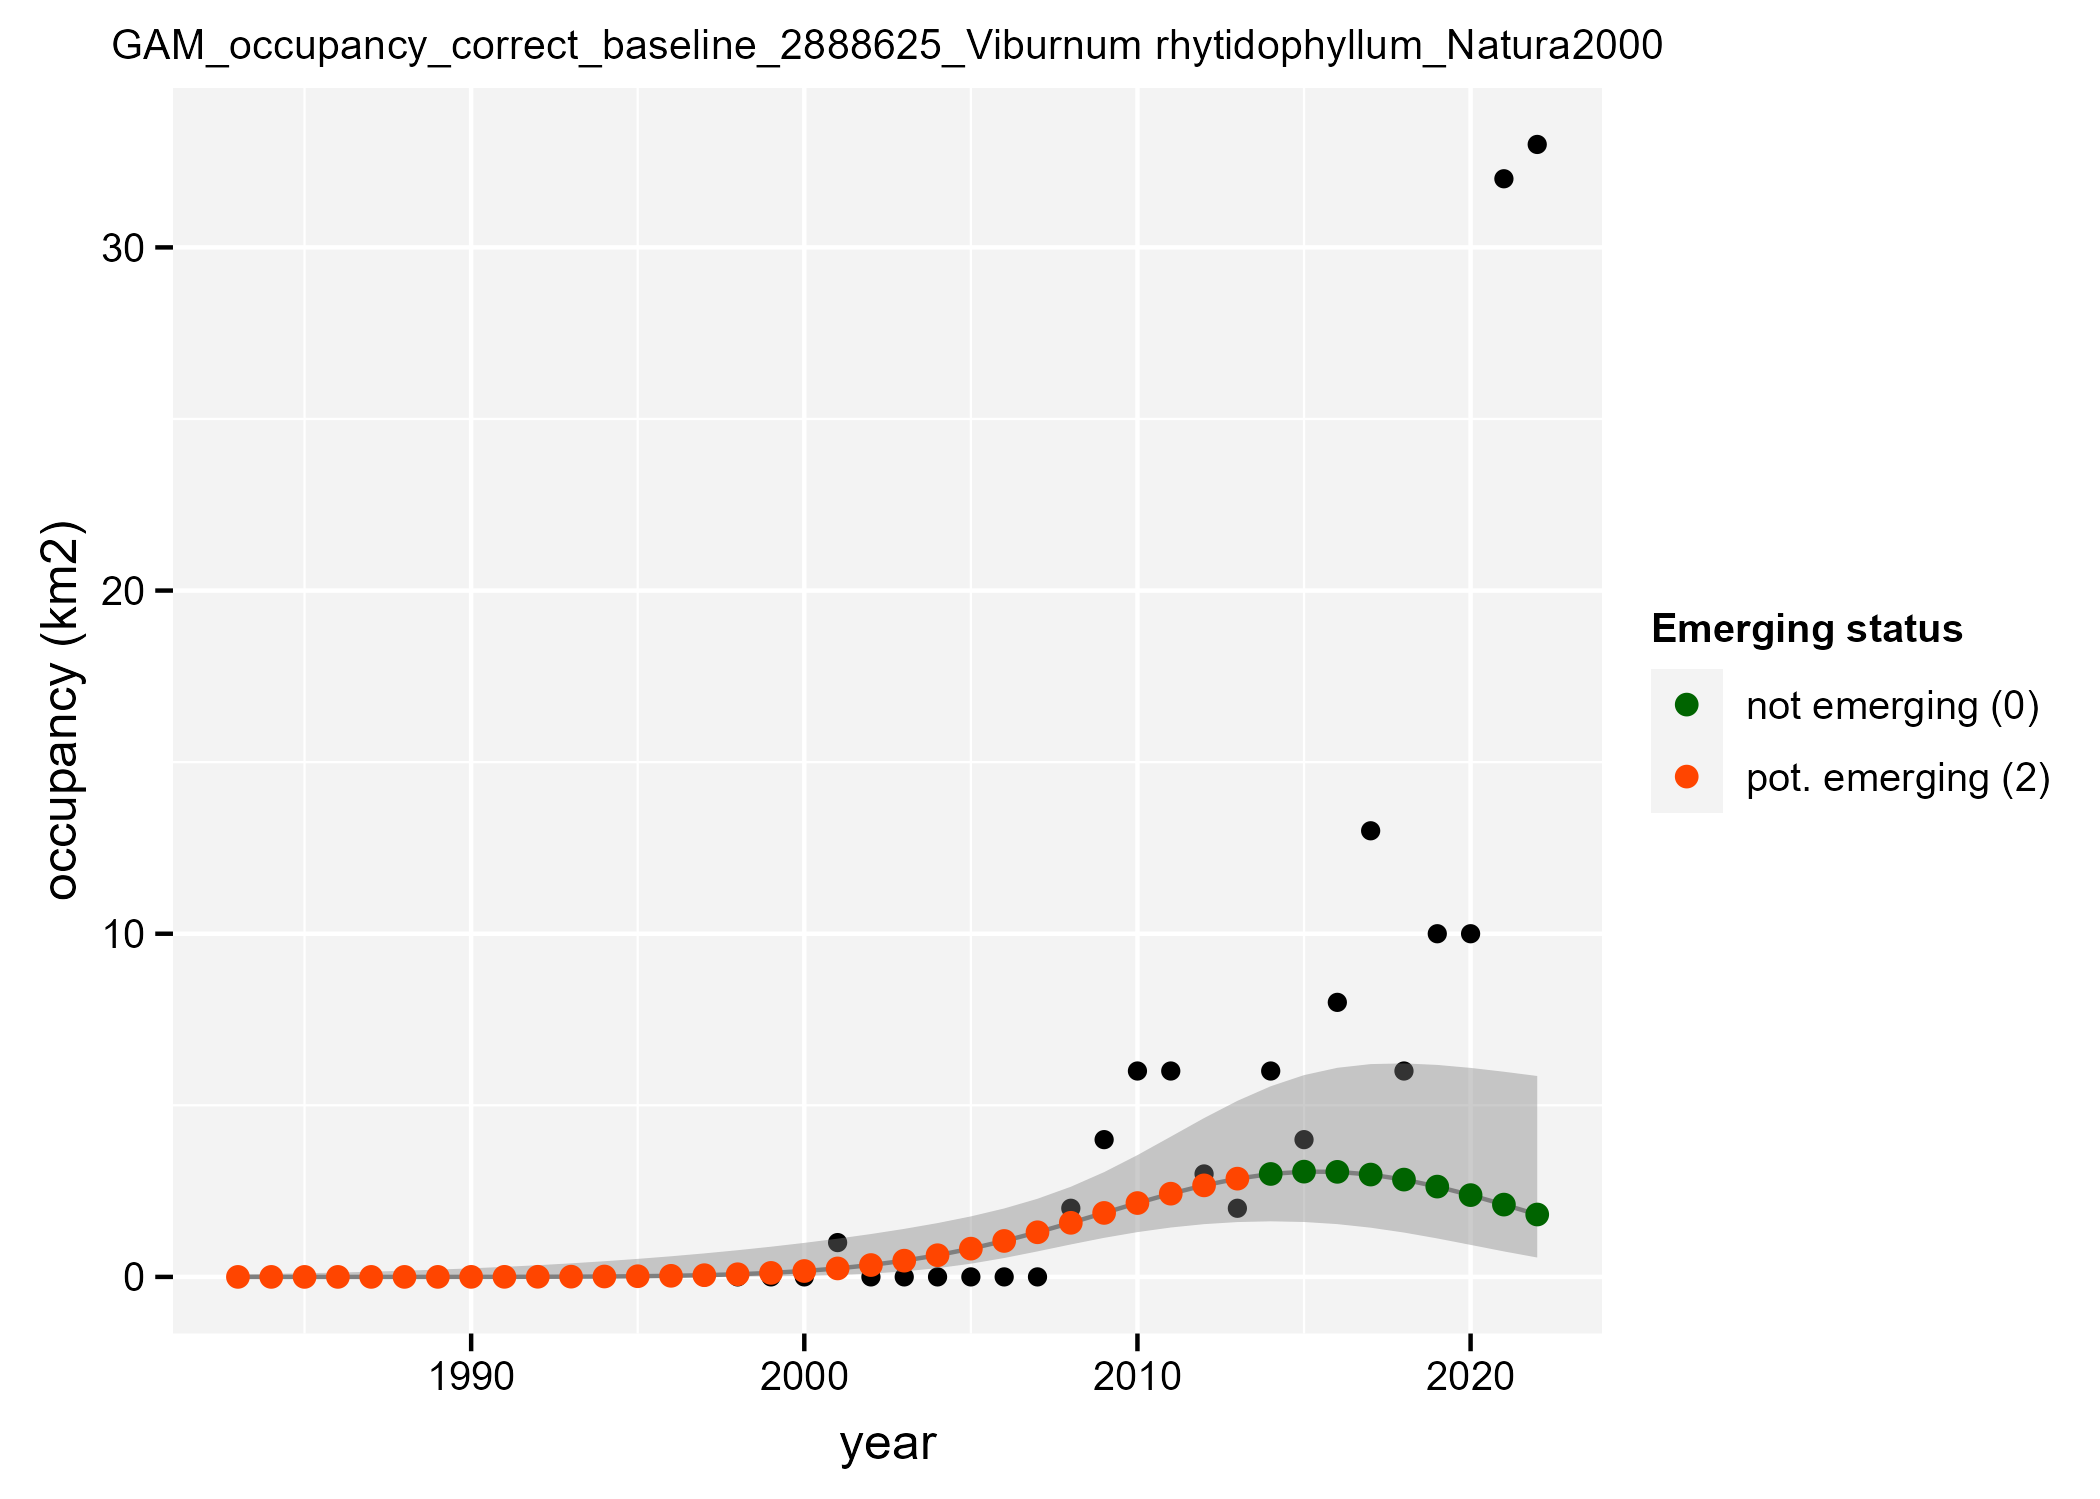 GAM_occupancy_correct_baseline_2888625_Viburnum rhytidophyllum_Natura2000
occupancy (km2)
30
20
10
0
1990 2000 2010 2020
year
Emerging status
not emerging (0)
pot. emerging (2)